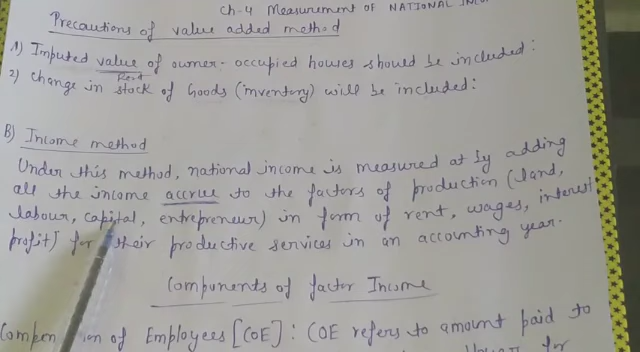 Ch-4 Measurement OF NATIONAL
Precautions of value added method
1) Imputed value of owner-occupied houses should be included:
Rent
2) Change in stock of Goods (inventory) will be included:
B) Income method
Under this method, national income is measured at by adding
all the income accrue to the factors of production (land,
labour, capital, entrepreneur) in form of rent, wages, interest
profit] for their productive services in an accounting year.
Components of factor Income
of Employees [COE]: COE refers to amount paid to
for